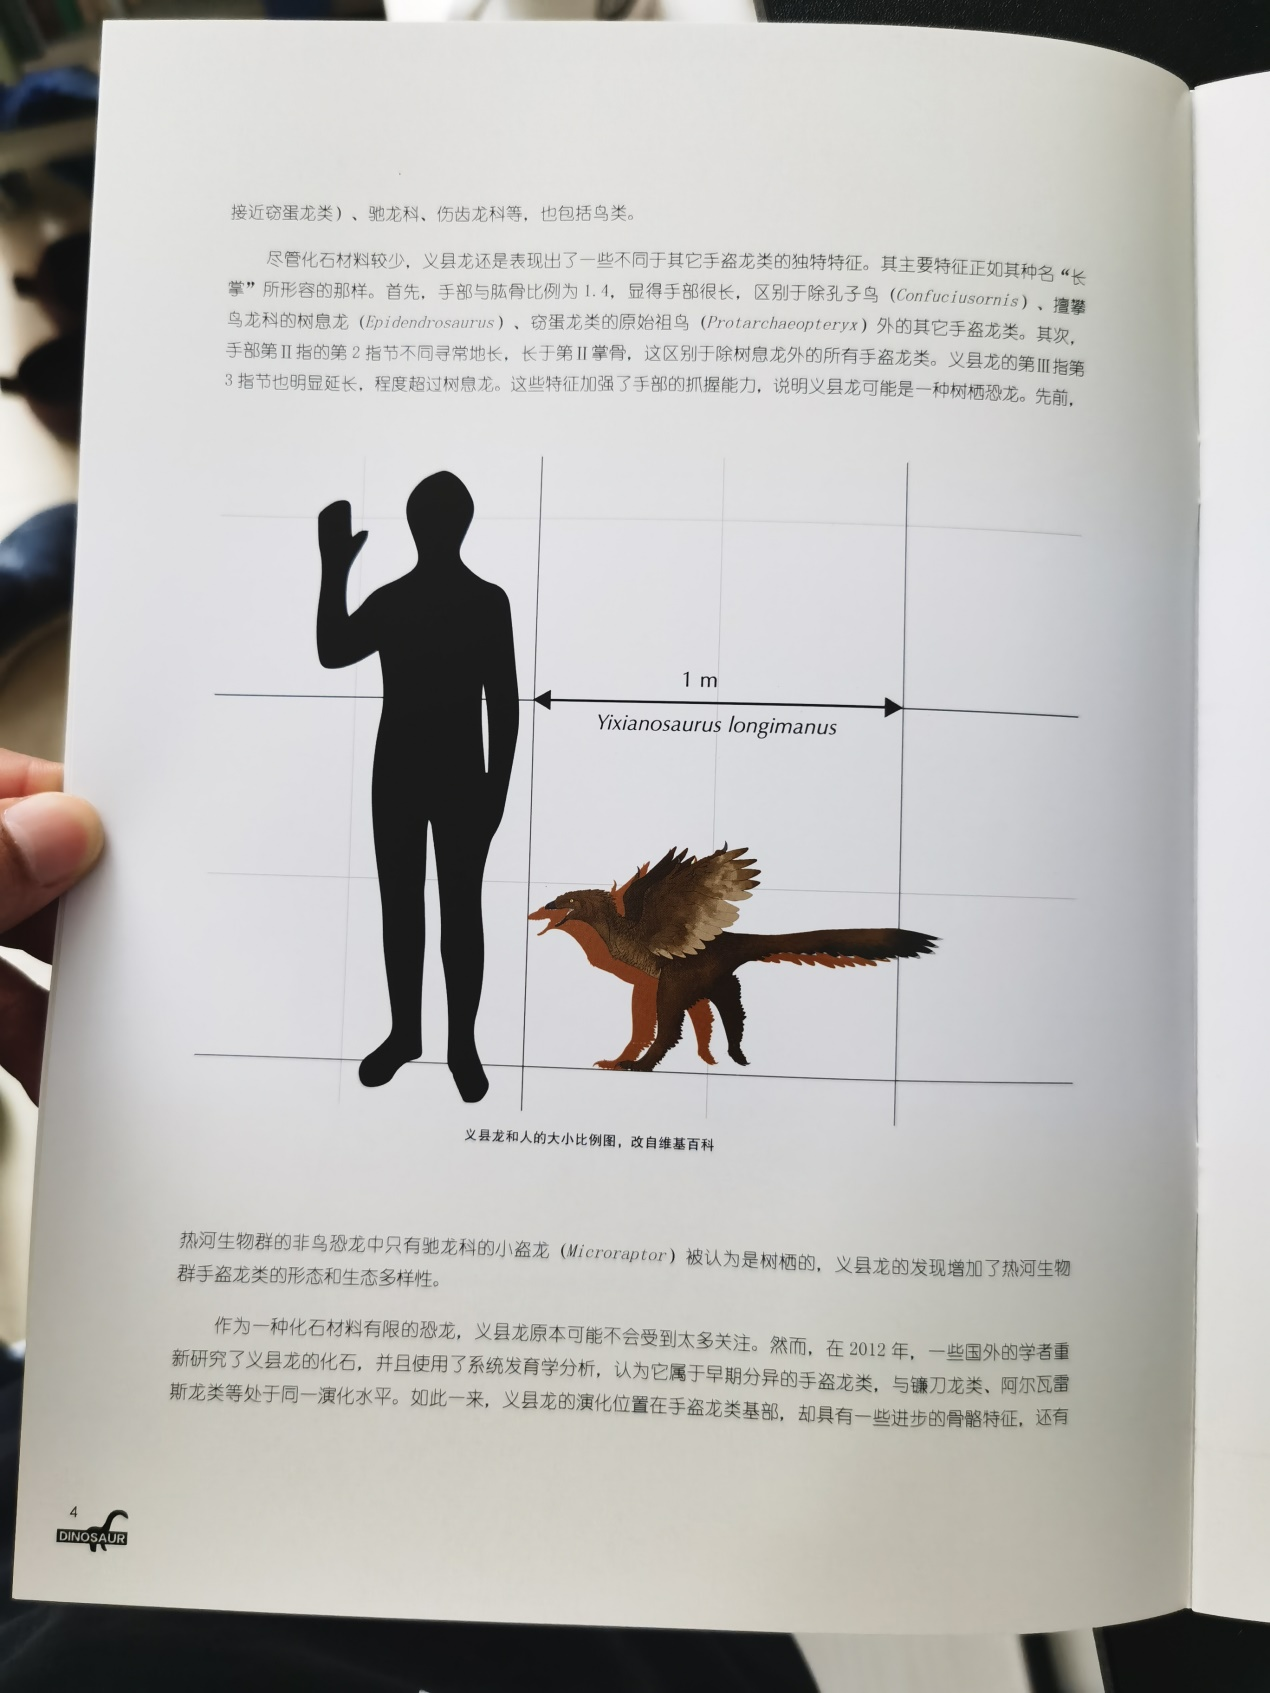 接近窃蛋龙类）、驰龙科、伤齿龙科等，也包括鸟类。
尽管化石材料较少，义县龙还是表现出了一些不同于其它手盗龙类的独特特征。其主要特征正如其种名“长
掌”所形容的那样。首先，手部与肱骨比例为 1.4，显得手部很长，区别于除孔子鸟（Confuciusornis）、擅攀
鸟龙科的树息龙（Epidendrosaurus）、窃蛋龙类的原始祖鸟（Protarchaeopteryx）外的其它手盗龙类。其次，
手部第Ⅱ指的第 2 指节不同寻常地长，长于第Ⅱ掌骨，这区别于除树息龙外的所有手盗龙类。义县龙的第Ⅲ指第
3 指节也明显延长，程度超过树息龙。这些特征加强了手部的抓握能力，说明义县龙可能是一种树栖恐龙。先前，
1 m
Yixianosaurus longimanus
义县龙和人的大小比例图，改自维基百科
热河生物群的非鸟恐龙中只有驰龙科的小盗龙（Microraptor）被认为是树栖的，义县龙的发现增加了热河生物
群手盗龙类的形态和生态多样性。
作为一种化石材料有限的恐龙，义县龙原本可能不会受到太多关注。然而，在 2012 年，一些国外的学者重
新研究了义县龙的化石，并且使用了系统发育学分析，认为它属于早期分异的手盗龙类，与镰刀龙类、阿尔瓦雷
斯龙类等处于同一演化水平。如此一来，义县龙的演化位置在手盗龙类基部，却具有一些进步的骨骼特征，还有
4
DINOSAUR